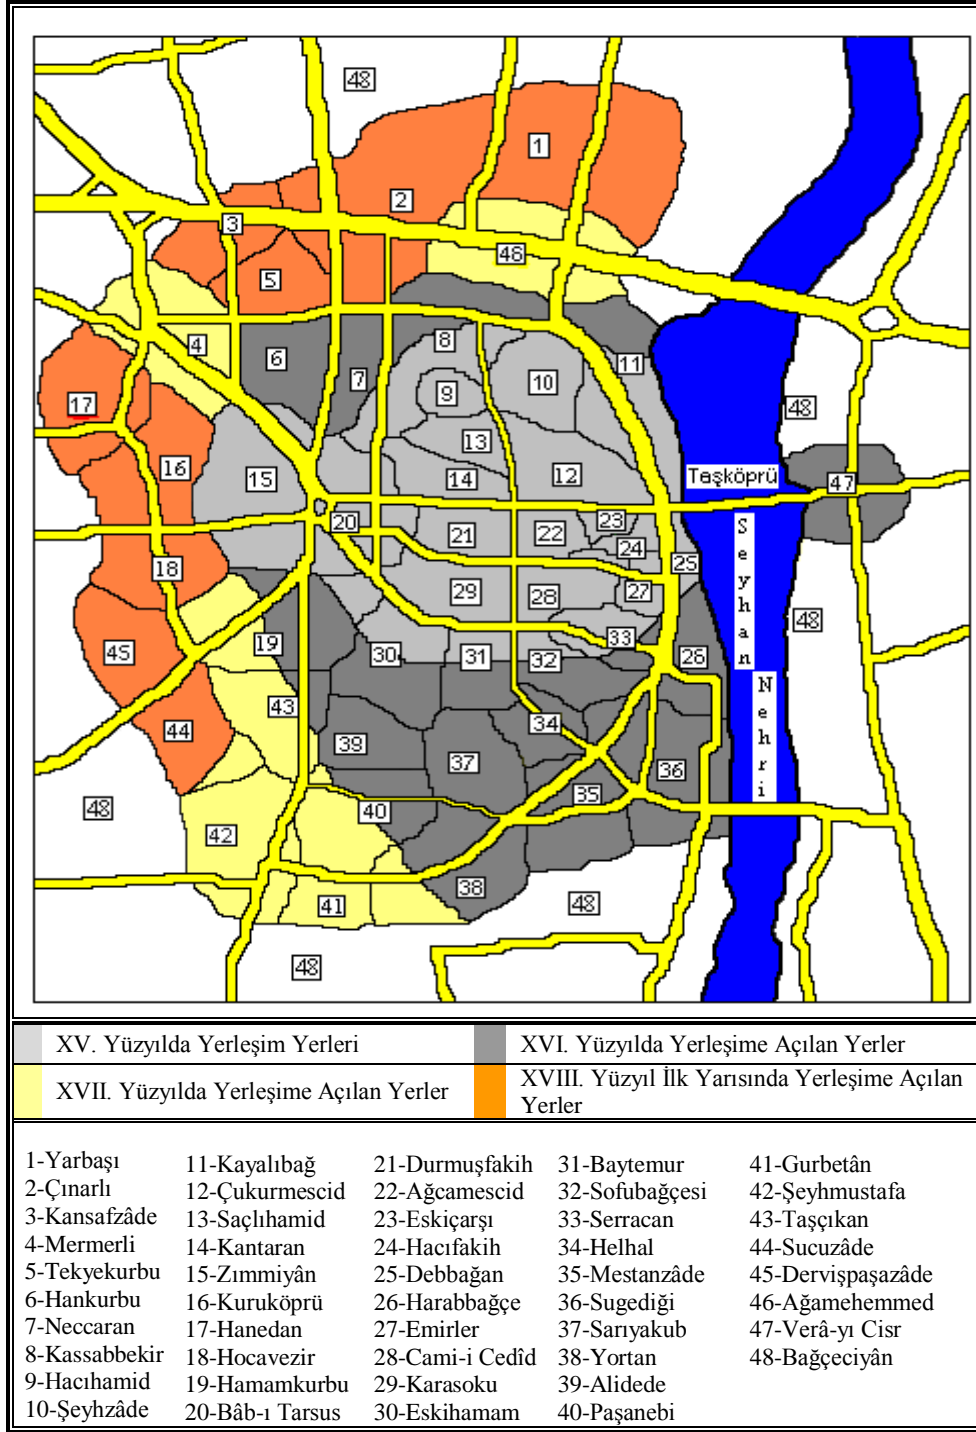 48
1
2
3
48
5
4
6
7
8
9
10
11
17
48
13
12
16
15
14
Taşköprü
47
20
21
22
23
24
25
18
29
28
27
Seyhan Nehri
48
19
30
31
32
33
26
45
43
44
39
37
34
36
35
48
42
40
41
38
48
48
XV. Yüzyılda Yerleşim Yerleri
XVI. Yüzyılda Yerleşime Açılan Yerler
XVII. Yüzyılda Yerleşime Açılan Yerler
XVIII. Yüzyıl İlk Yarısında Yerleşime Açılan
Yerler
1-Yarbaşı
2-Çınarlı
3-Kansafzâde
4-Mermerli
5-Tekyekurbu
6-Hankurbu
7-Neccaran
8-Kassabbekir
9-Hacıhamid
10-Şeyhzâde
11-Kayalıbağ
12-Çukurmescid
13-Saçlıhamid
14-Kantaran
15-Zımmiyân
16-Kuruköprü
17-Hanedan
18-Hocavezir
19-Hamamkurbu
20-Bâb-ı Tarsus
21-Durmuşfakih
22-Ağcamescid
23-Eskiçarşı
24-Hacıfakih
25-Debbağan
26-Harabbağçe
27-Emirler
28-Cami-i Cedîd
29-Karasoku
30-Eskihamam
31-Baytemur
32-Sofubağçesi
33-Serracan
34-Helhal
35-Mestanzâde
36-Sugediği
37-Sarıyakub
38-Yortan
39-Alidede
40-Paşanebi
41-Gurbetân
42-Şeyhmustafa
43-Taşçıkan
44-Sucuzâde
45-Dervişpaşazâde
46-Ağamehemmed
47-Verâ-yı Cisr
48-Bağçeciyân